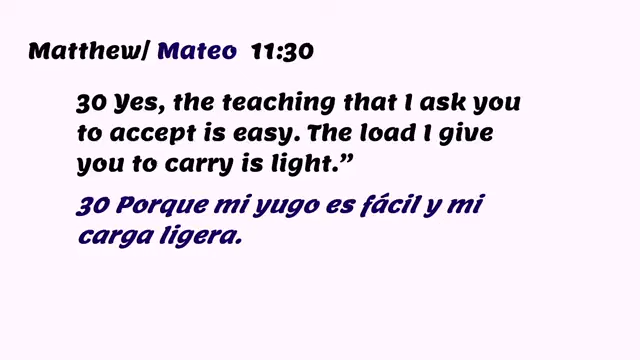 Matthew/ Mateo 11:30
30 Yes, the teaching that I ask you
to accept is easy. The load I give
you to carry is light.”
30 Porque mi yugo es fácil y mi
carga ligera.